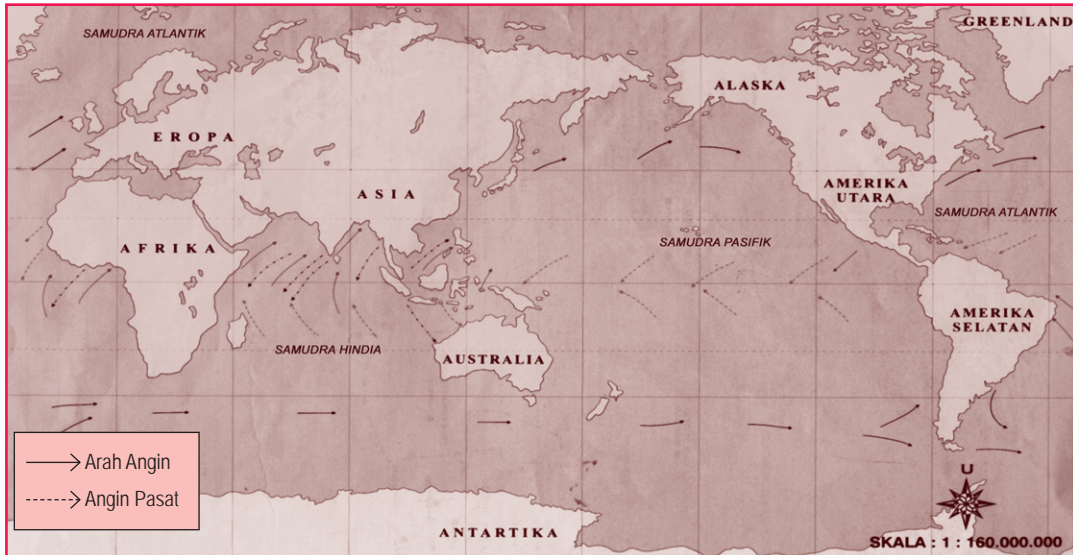 SAMUDRA ATLANTIK
GREENLAND
ALASKA
EROPA
ASIA
AMERIKA
UTARA
SAMUDRA ATLANTIK
AFRIKA
SAMUDRA PASIFIK
AMERIKA
SELATAN
SAMUDRA HINDIA
AUSTRALIA
Arah Angin
Angin Pasat
U
ANTARTIKA
SKALA : 1 : 160.000.000